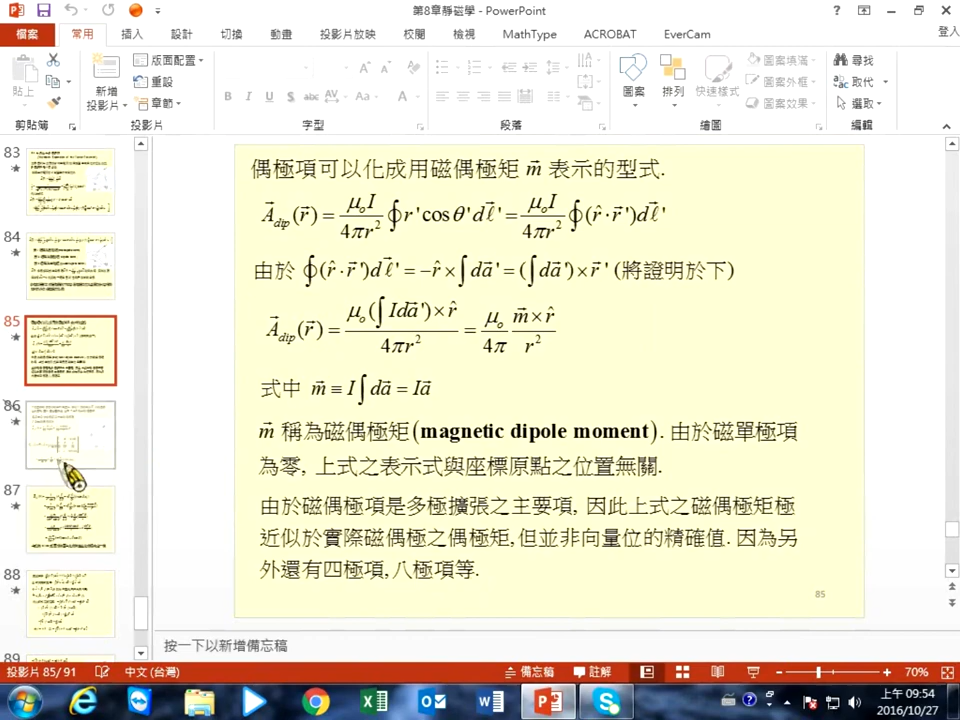 第8章靜磁學 - PowerPoint
登入
檔案 常用 插入 設計 切換 動畫 投影片放映 校閱 檢視 MathType ACROBAT EverCam
貼上 新增投影片 版面配置 重設 章節
B I U S abc AV Aa A
圖案 排列 快速樣式 圖案填滿 圖案外框 圖案效果
尋找 取代 選取
剪貼簿 投影片 字型 段落 繪圖 編輯
83
84
85
86
87
88
89
偶極項可以化成用磁偶極矩 m⃗ 表示的型式.
A⃗_dip(r⃗) = μ_o I / 4πr² ∮ r' cos θ' dℓ⃗ ' = μ_o I / 4πr² ∮ (r̂ · r⃗ ') dℓ⃗ '
由於 ∮ (r̂ · r⃗ ') dℓ⃗ ' = −r̂ × ∫ da⃗ ' = (∫ da⃗ ') × r⃗ ' (將證明於下)
A⃗_dip(r⃗) = μ_o (∫ I da⃗ ') × r̂ / 4πr² = μ_o / 4π m⃗ × r̂ / r²
式中 m⃗ ≡ I ∫ da⃗ = I a⃗
m⃗ 稱為磁偶極矩(magnetic dipole moment). 由於磁單極項
為零, 上式之表示式與座標原點之位置無關.
由於磁偶極項是多極擴張之主要項, 因此上式之磁偶極矩極
近似於實際磁偶極之偶極矩,但並非向量位的精確值. 因為另
外還有四極項, 八極項等.
85
按一下以新增備忘稿
投影片 85/91 中文 (台灣) 備忘稿 註解 70%
上午 09:54
2016/10/27